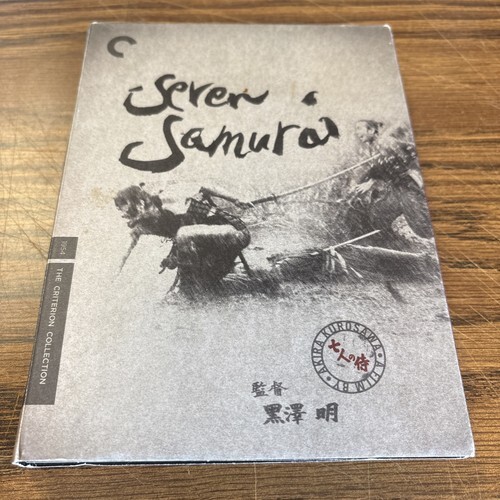 Seven
Samurai
1954
THE CRITERION COLLECTION
A FILM BY • AKIRA KUROSAWA •
七人の侍
監督
黒澤 明